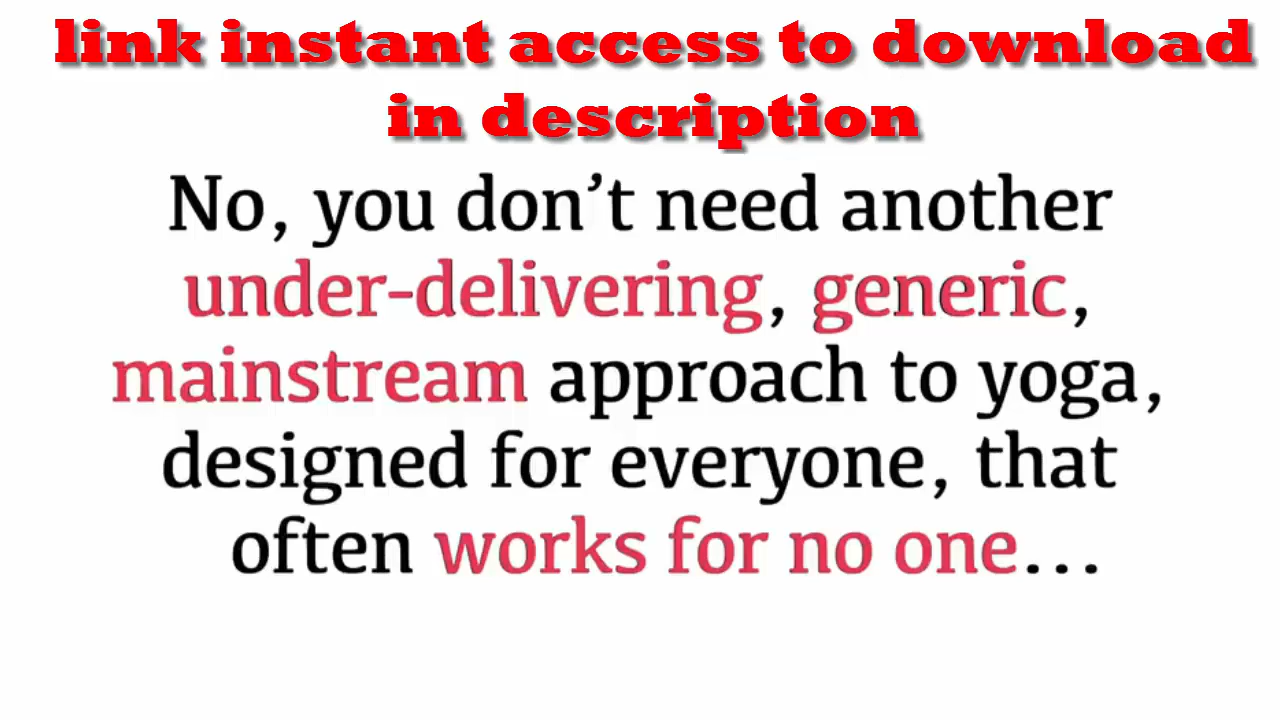 link instant access to download
in description
No, you don’t need another
under-delivering, generic,
mainstream approach to yoga,
designed for everyone, that
often works for no one...